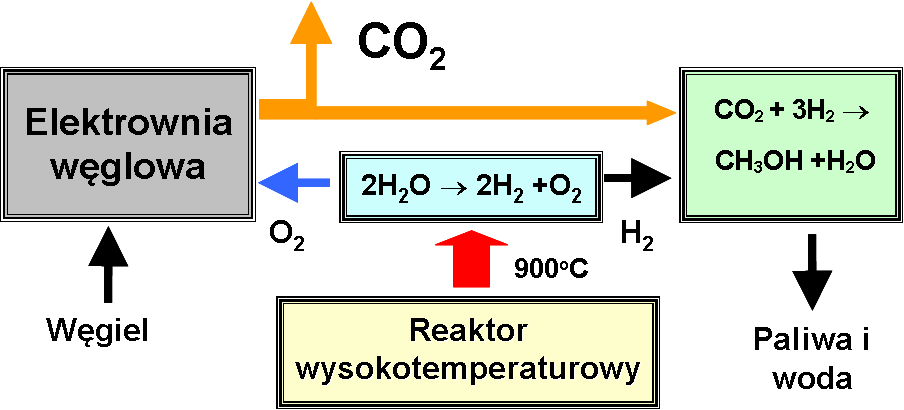 CO₂
Elektrownia
węglowa
CO₂ + 3H₂ →
CH₃OH +H₂O
2H₂O → 2H₂ +O₂
O₂
H₂
900°C
Węgiel
Reaktor
wysokotemperaturowy
Paliwa i
woda